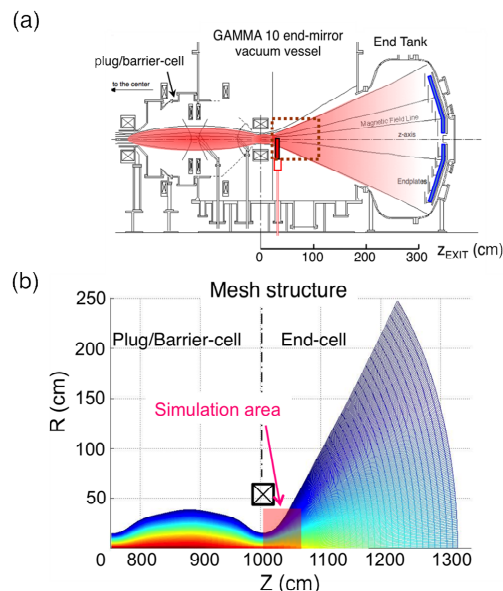 (a)
GAMMA 10 end-mirror
vacuum vessel
End Tank
plug/barrier-cell
to the center
Magnetic Field Line
z-axis
Endplates
0 100 200 300 z_EXIT (cm)
(b)
Mesh structure
250
200
150
100
50
0
R (cm)
Plug/Barrier-cell
End-cell
Simulation area
800 900 1000 1100 1200 1300
Z (cm)